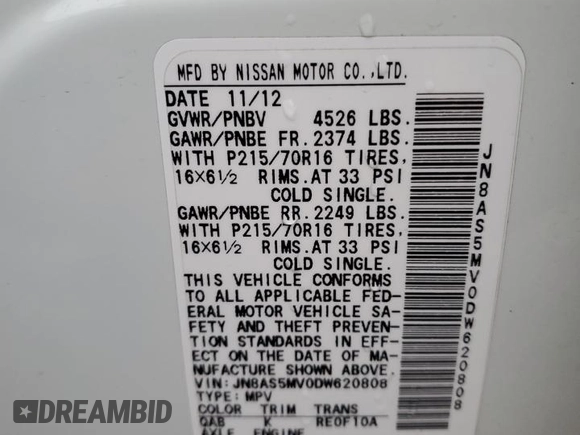 MFD BY NISSAN MOTOR CO.,LTD.
DATE 11/12
GVWR/PNBV 4526 LBS.
GAWR/PNBE FR. 2374 LBS.
WITH P215/70R16 TIRES,
16X6½ RIMS.AT 33 PSI
COLD SINGLE.
GAWR/PNBE RR. 2249 LBS.
WITH P215/70R16 TIRES,
16X6½ RIMS.AT 33 PSI
COLD SINGLE.
THIS VEHICLE CONFORMS
TO ALL APPLICABLE FED-
ERAL MOTOR VEHICLE SA-
FETY AND THEFT PREVEN-
TION STANDARDS IN EFF-
ECT ON THE DATE OF MA-
NUFACTURE SHOWN ABOVE.
VIN: JN8AS5MV0DW620808
TYPE: MPV
COLOR TRIM TRANS
QAB K RE0F10A
AXLE ENGINE
JN8AS5MV0DW620808
DREAMBID